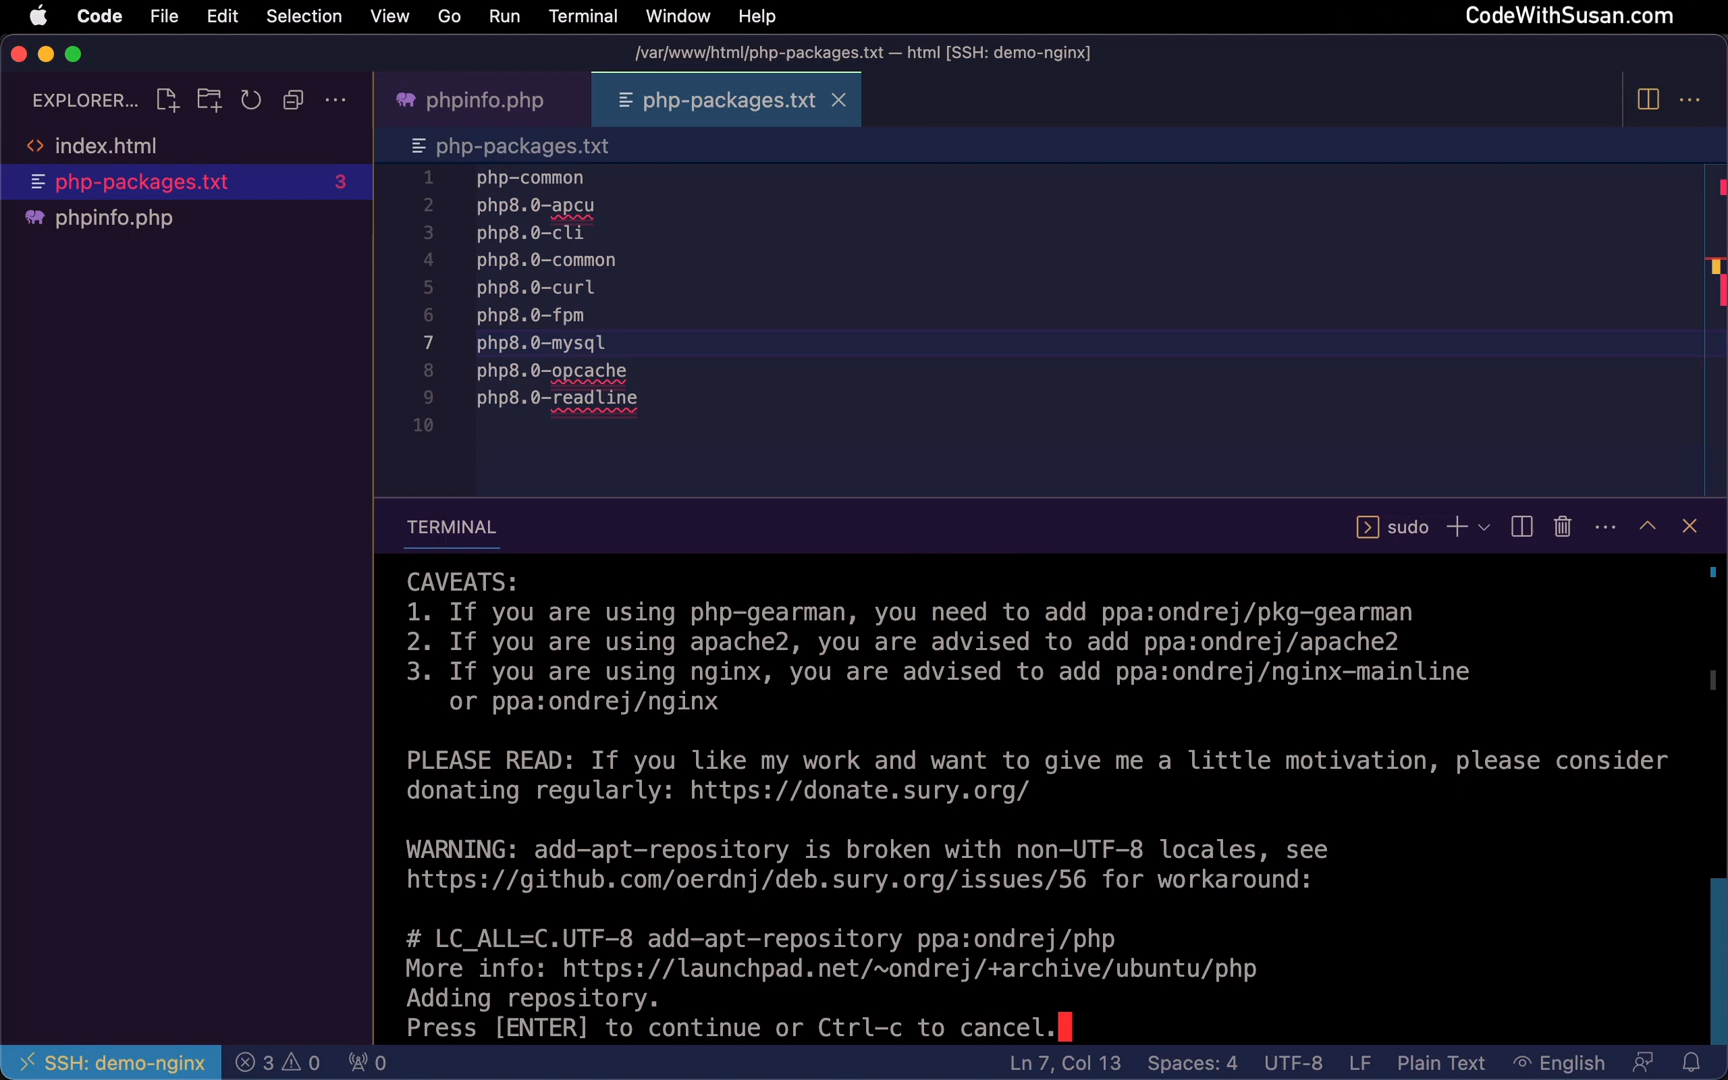 Code File Edit Selection View Go Run Terminal Window Help
CodeWithSusan.com
/var/www/html/php-packages.txt — html [SSH: demo-nginx]
EXPLORER...
phpinfo.php
php-packages.txt
index.html
php-packages.txt 3
phpinfo.php
php-packages.txt
1 php-common
2 php8.0-apcu
3 php8.0-cli
4 php8.0-common
5 php8.0-curl
6 php8.0-fpm
7 php8.0-mysql
8 php8.0-opcache
9 php8.0-readline
10
TERMINAL
sudo
CAVEATS:
1. If you are using php-gearman, you need to add ppa:ondrej/pkg-gearman
2. If you are using apache2, you are advised to add ppa:ondrej/apache2
3. If you are using nginx, you are advised to add ppa:ondrej/nginx-mainline
or ppa:ondrej/nginx
PLEASE READ: If you like my work and want to give me a little motivation, please consider
donating regularly: https://donate.sury.org/
WARNING: add-apt-repository is broken with non-UTF-8 locales, see
https://github.com/oerdnj/deb.sury.org/issues/56 for workaround:
# LC_ALL=C.UTF-8 add-apt-repository ppa:ondrej/php
More info: https://launchpad.net/~ondrej/+archive/ubuntu/php
Adding repository.
Press [ENTER] to continue or Ctrl-c to cancel.
SSH: demo-nginx 3 0 0 Ln 7, Col 13 Spaces: 4 UTF-8 LF Plain Text English